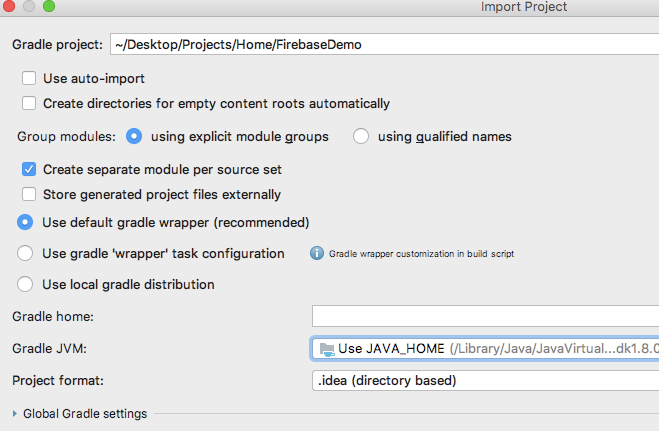 Import Project
Gradle project: ~/Desktop/Projects/Home/FirebaseDemo
Use auto-import
Create directories for empty content roots automatically
Group modules: using explicit module groups using qualified names
Create separate module per source set
Store generated project files externally
Use default gradle wrapper (recommended)
Use gradle 'wrapper' task configuration Gradle wrapper customization in build script
Use local gradle distribution
Gradle home:
Gradle JVM: Use JAVA_HOME (/Library/Java/JavaVirtual...dk1.8.0
Project format: .idea (directory based)
Global Gradle settings